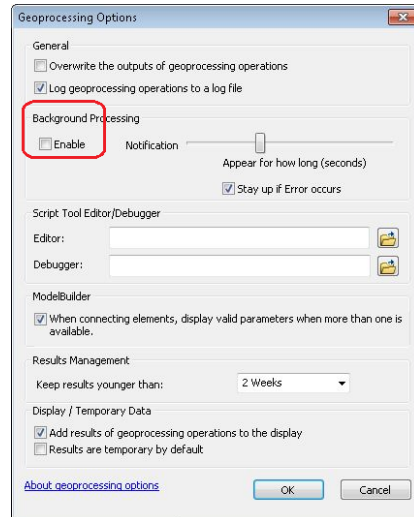 Geoprocessing Options
General
Overwrite the outputs of geoprocessing operations
Log geoprocessing operations to a log file
Background Processing
Enable
Notification
Appear for how long (seconds)
Stay up if Error occurs
Script Tool Editor/Debugger
Editor:
Debugger:
ModelBuilder
When connecting elements, display valid parameters when more than one is
available.
Results Management
Keep results younger than:
2 Weeks
Display / Temporary Data
Add results of geoprocessing operations to the display
Results are temporary by default
About geoprocessing options
OK
Cancel